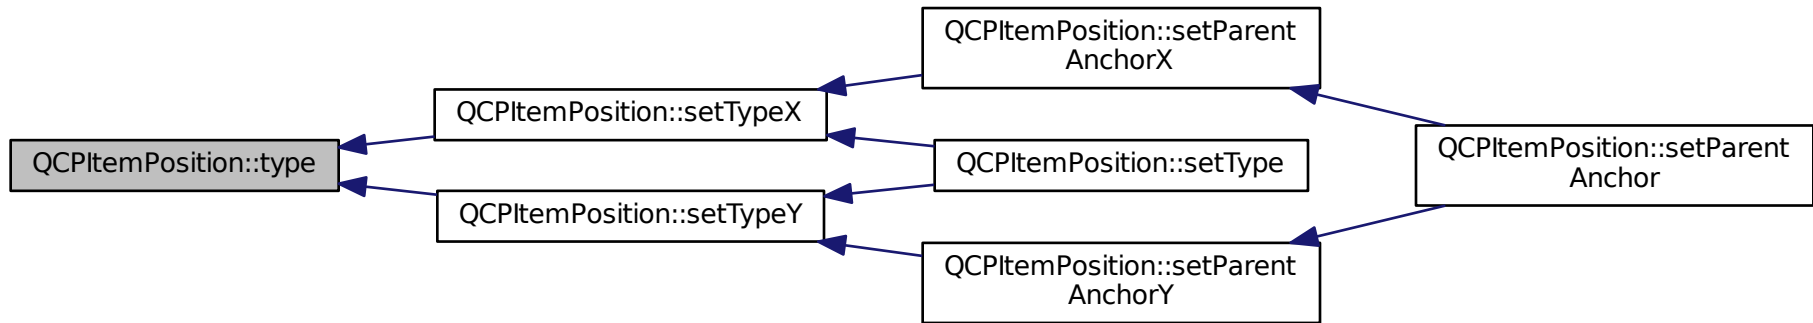 QCPItemPosition::type
QCPItemPosition::setTypeX
QCPItemPosition::setTypeY
QCPItemPosition::setParent
AnchorX
QCPItemPosition::setType
QCPItemPosition::setParent
AnchorY
QCPItemPosition::setParent
Anchor